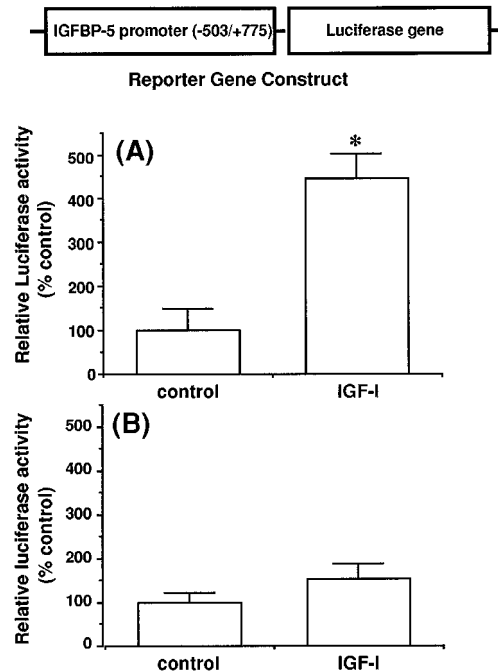 IGFBP-5 promoter (-503/+775) Luciferase gene
Reporter Gene Construct
(A)
Relative Luciferase activity
(% control)
500
400
300
200
100
0
*
control IGF-I
(B)
Relative luciferase activity
(% control)
500
400
300
200
100
0
control IGF-I